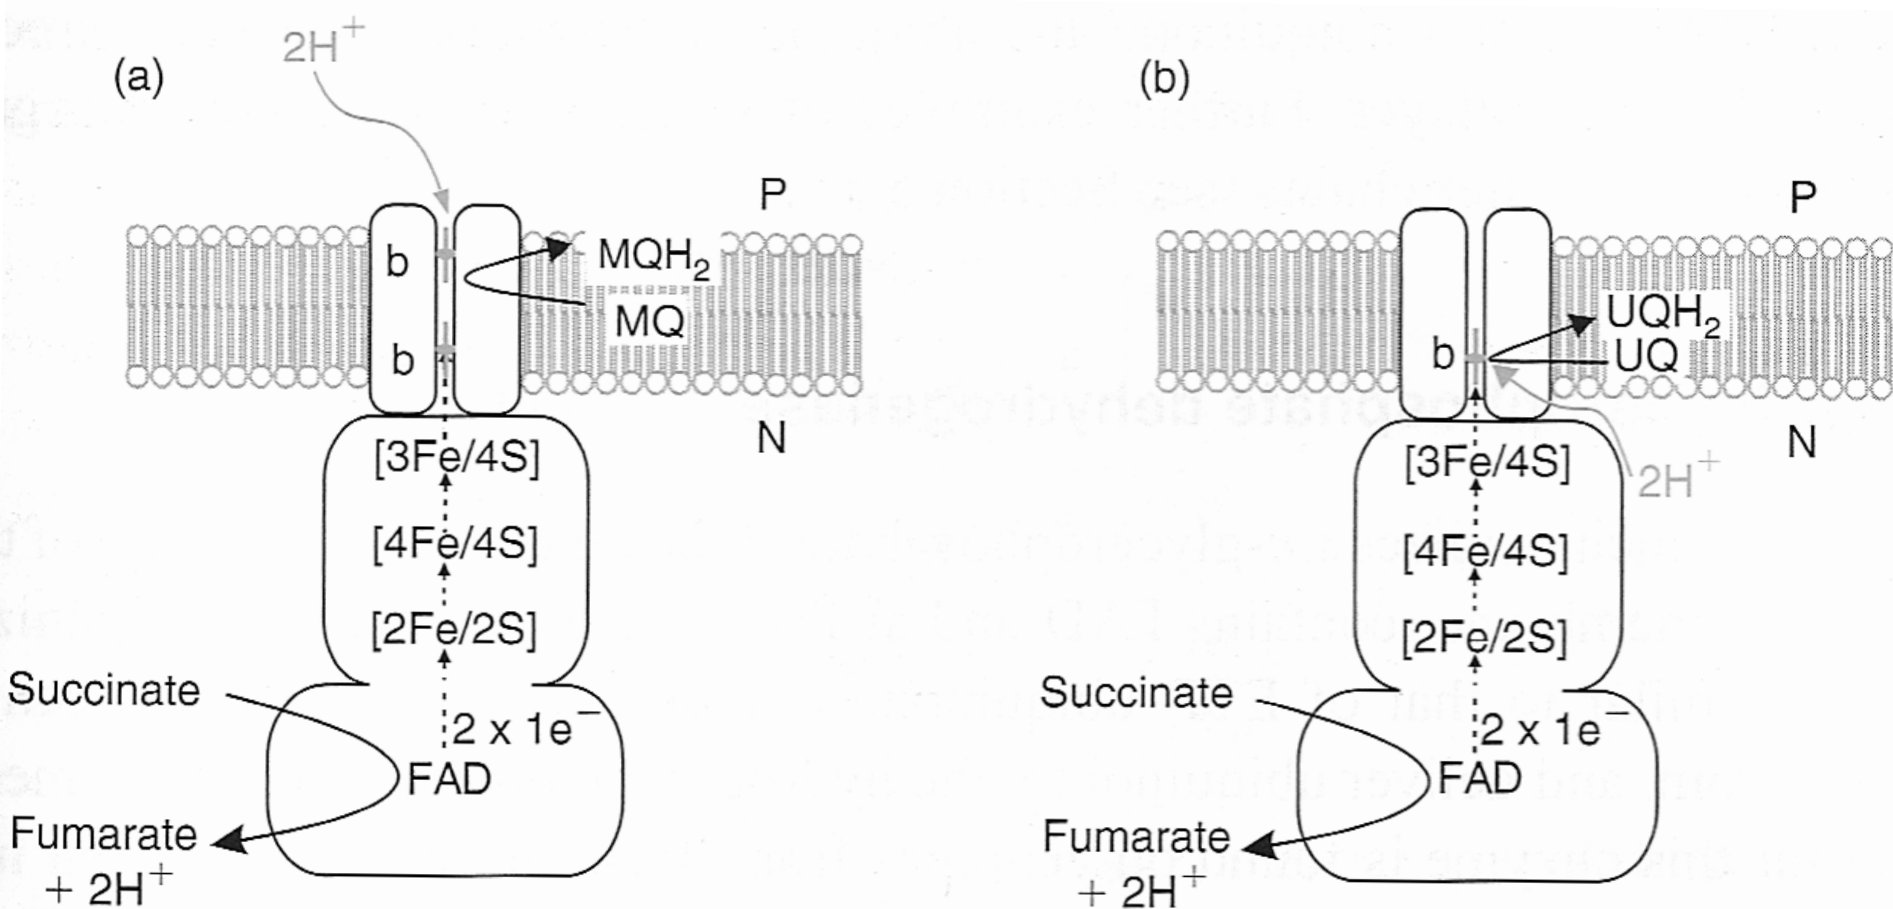 (a)
2H⁺
P
b
MQH₂
MQ
b
N
[3Fe/4S]
[4Fe/4S]
[2Fe/2S]
Succinate
2 x 1e⁻
FAD
Fumarate
+ 2H⁺
(b)
P
UQH₂
b
UQ
N
[3Fe/4S]
2H⁺
[4Fe/4S]
[2Fe/2S]
Succinate
2 x 1e⁻
FAD
Fumarate
+ 2H⁺